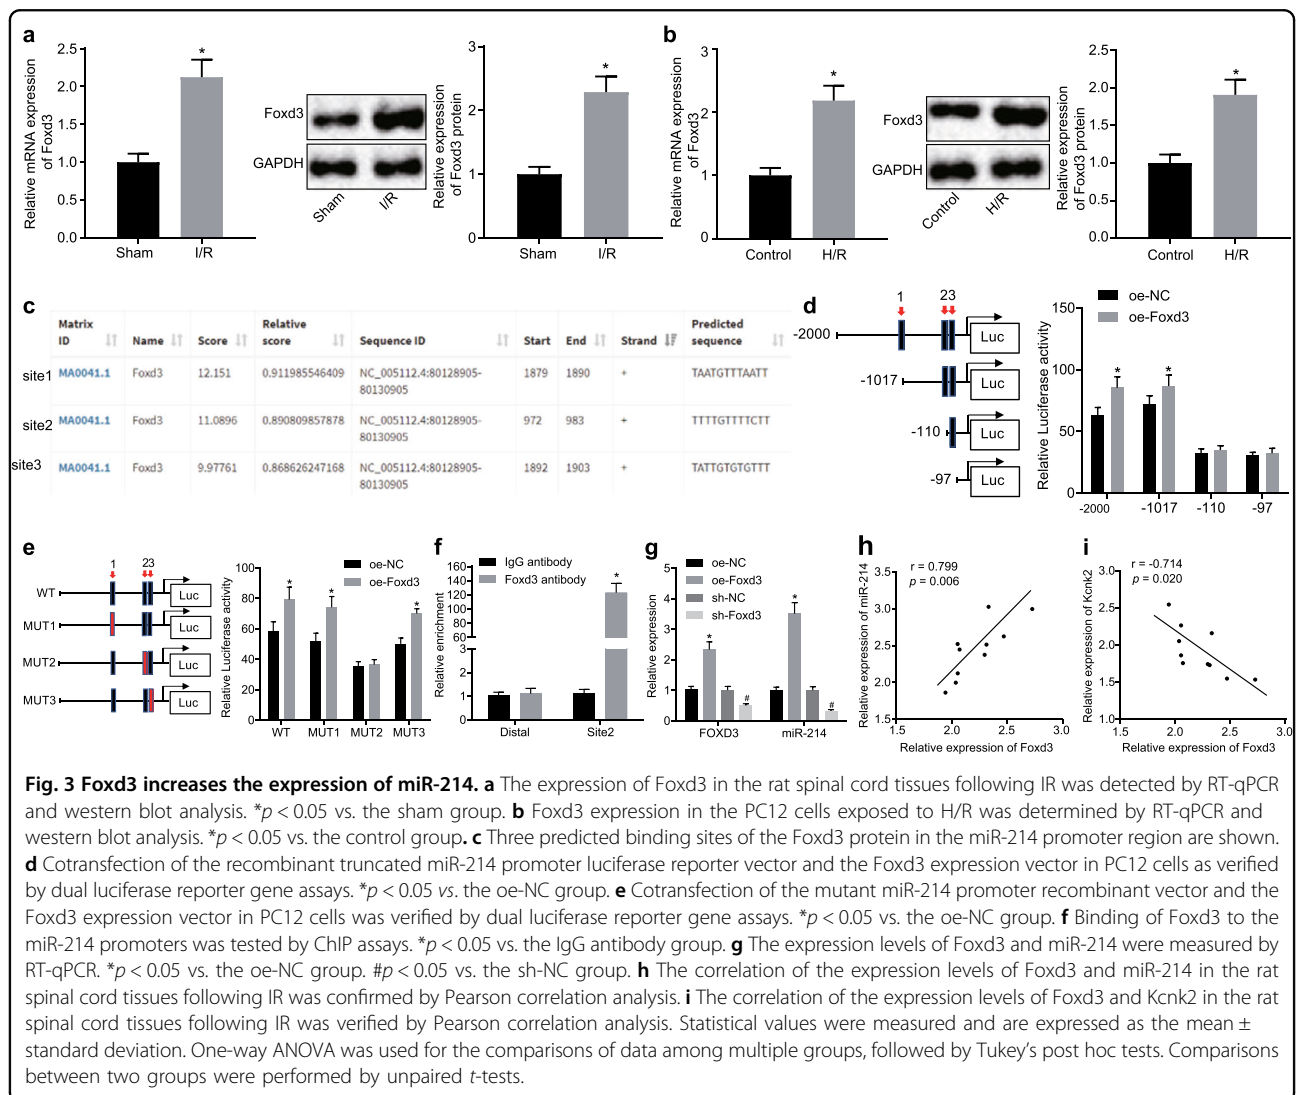 a
2.5
2.0
1.5
1.0
0.5
0.0
Relative mRNA expression
of Foxd3
*
Sham
I/R
Foxd3
GAPDH
Sham
I/R
3
2
1
0
Relative expression
of Foxd3 protein
*
Sham
I/R
b
3
2
1
0
Relative mRNA expression
of Foxd3
*
Control
H/R
Foxd3
GAPDH
Control
H/R
2.5
2.0
1.5
1.0
0.5
0.0
Relative expression
of Foxd3 protein
*
Control
H/R
c
Matrix ID Name Score Relative score Sequence ID Start End Strand Predicted sequence
site1 MA0041.1 Foxd3 12.151 0.911985546409 NC_005112.4:80128905-80130905 1879 1890 + TAATGTTTAATT
site2 MA0041.1 Foxd3 11.0896 0.890809857878 NC_005112.4:80128905-80130905 972 983 + TTTTGTTTTCTT
site3 MA0041.1 Foxd3 9.97761 0.868626247168 NC_005112.4:80128905-80130905 1892 1903 + TATTGTGTGTTT
d
1 23
-2000 Luc
-1017 Luc
-110 Luc
-97 Luc
oe-NC
oe-Foxd3
150
100
50
0
Relative Luciferase activity
* *
-2000 -1017 -110 -97
e
1 23
WT Luc
MUT1 Luc
MUT2 Luc
MUT3 Luc
oe-NC
oe-Foxd3
100
80
60
40
20
0
Relative Luciferase activity
* * *
WT MUT1 MUT2 MUT3
f
IgG antibody
Foxd3 antibody
160
140
120
100
80
60
3
2
1
0
Relative enrichment
*
Distal Site2
g
oe-NC
oe-Foxd3
sh-NC
sh-Foxd3
5
4
3
2
1
0
Relative expression
* # * #
FOXD3 miR-214
h
r = 0.799
p = 0.006
3.5
3.0
2.5
2.0
1.5
Relative expression of miR-214
1.5 2.0 2.5 3.0
Relative expression of Foxd3
i
r = -0.714
p = 0.020
3.0
2.5
2.0
1.5
1.0
Relative expression of Kcnk2
1.5 2.0 2.5 3.0
Relative expression of Foxd3
Fig. 3 Foxd3 increases the expression of miR-214. a The expression of Foxd3 in the rat spinal cord tissues following IR was detected by RT-qPCR
and western blot analysis. *p < 0.05 vs. the sham group. b Foxd3 expression in the PC12 cells exposed to H/R was determined by RT-qPCR and
western blot analysis. *p < 0.05 vs. the control group. c Three predicted binding sites of the Foxd3 protein in the miR-214 promoter region are shown.
d Cotransfection of the recombinant truncated miR-214 promoter luciferase reporter vector and the Foxd3 expression vector in PC12 cells as verified
by dual luciferase reporter gene assays. *p < 0.05 vs. the oe-NC group. e Cotransfection of the mutant miR-214 promoter recombinant vector and the
Foxd3 expression vector in PC12 cells was verified by dual luciferase reporter gene assays. *p < 0.05 vs. the oe-NC group. f Binding of Foxd3 to the
miR-214 promoters was tested by ChIP assays. *p < 0.05 vs. the IgG antibody group. g The expression levels of Foxd3 and miR-214 were measured by
RT-qPCR. *p < 0.05 vs. the oe-NC group. #p < 0.05 vs. the sh-NC group. h The correlation of the expression levels of Foxd3 and miR-214 in the rat
spinal cord tissues following IR was confirmed by Pearson correlation analysis. i The correlation of the expression levels of Foxd3 and Kcnk2 in the rat
spinal cord tissues following IR was verified by Pearson correlation analysis. Statistical values were measured and are expressed as the mean ±
standard deviation. One-way ANOVA was used for the comparisons of data among multiple groups, followed by Tukey's post hoc tests. Comparisons
between two groups were performed by unpaired t-tests.